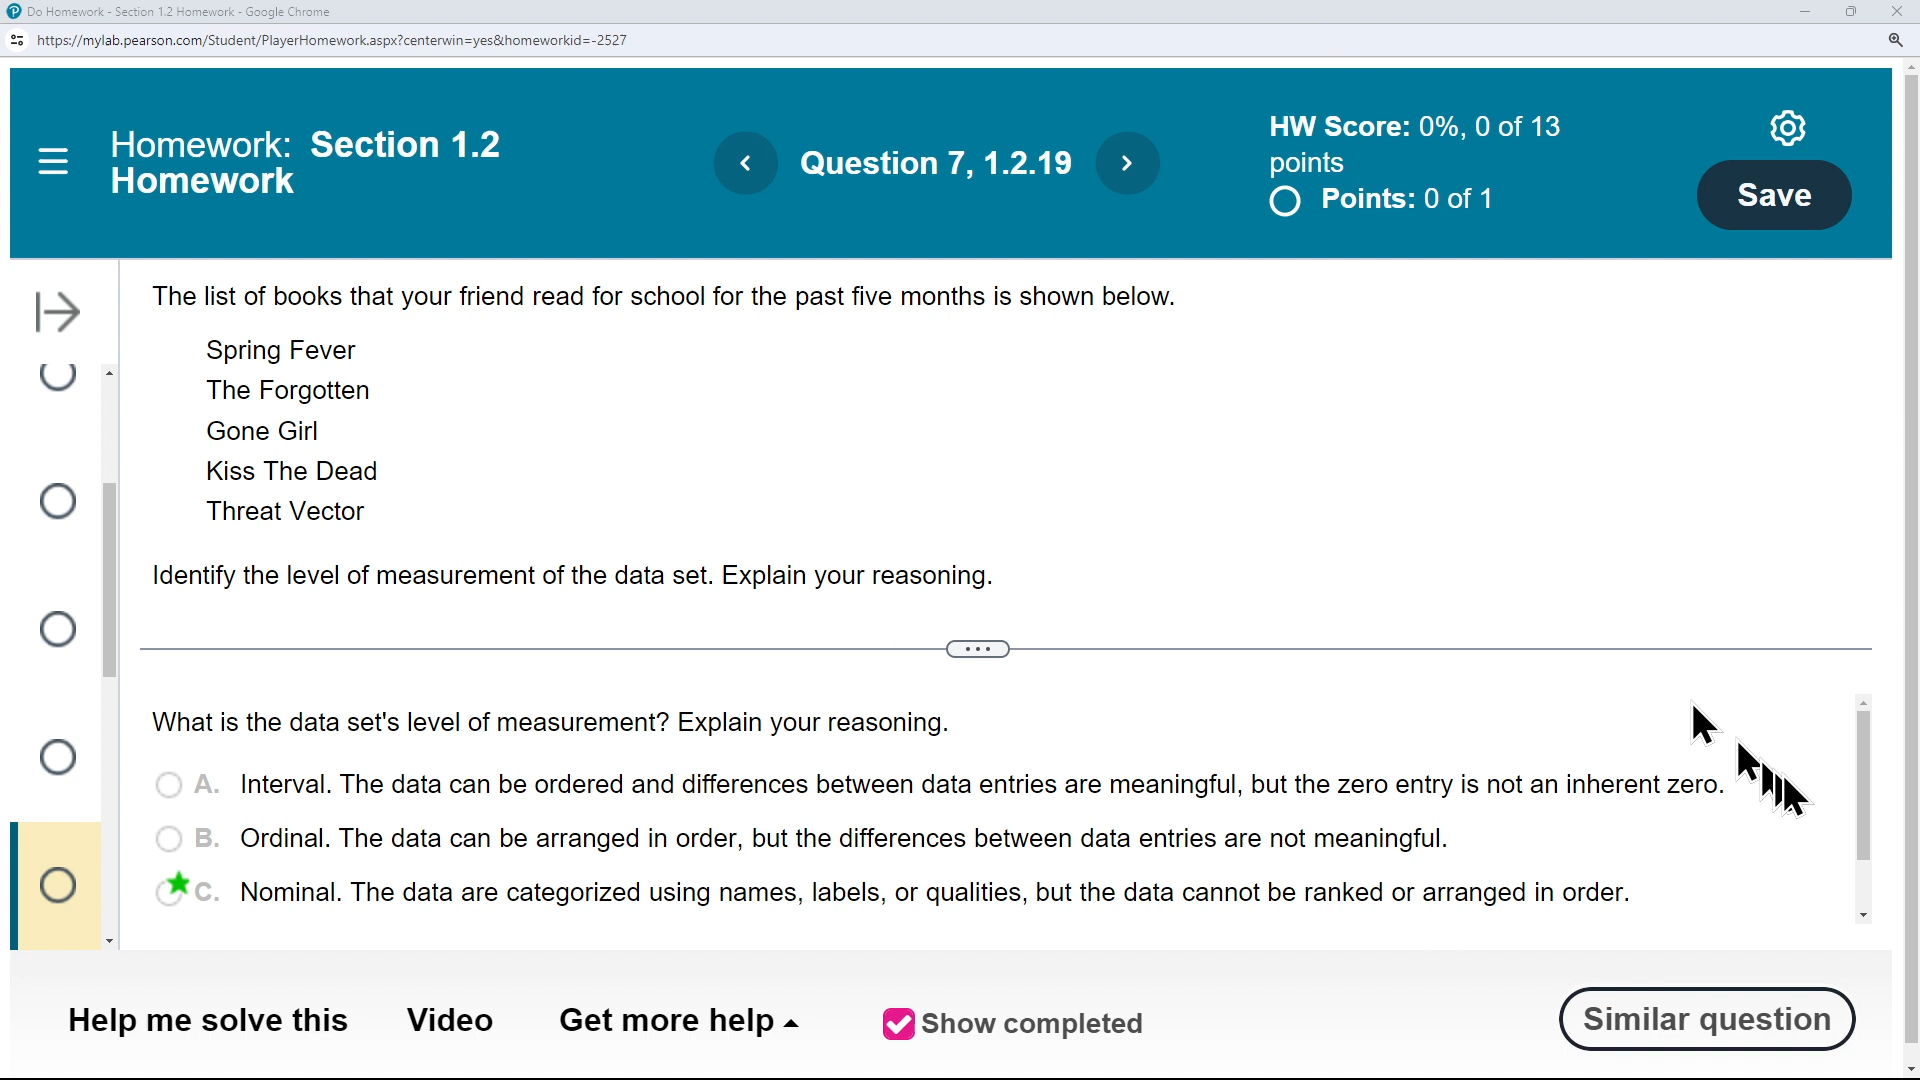 Do Homework - Section 1.2 Homework - Google Chrome
https://mylab.pearson.com/Student/PlayerHomework.aspx?centerwin=yes&homeworkid=-2527
Homework: Section 1.2
Homework
Question 7, 1.2.19
HW Score: 0%, 0 of 13
points
Points: 0 of 1
Save
The list of books that your friend read for school for the past five months is shown below.
Spring Fever
The Forgotten
Gone Girl
Kiss The Dead
Threat Vector
Identify the level of measurement of the data set. Explain your reasoning.
What is the data set's level of measurement? Explain your reasoning.
A. Interval. The data can be ordered and differences between data entries are meaningful, but the zero entry is not an inherent zero.
B. Ordinal. The data can be arranged in order, but the differences between data entries are not meaningful.
C. Nominal. The data are categorized using names, labels, or qualities, but the data cannot be ranked or arranged in order.
Help me solve this
Video
Get more help
Show completed
Similar question